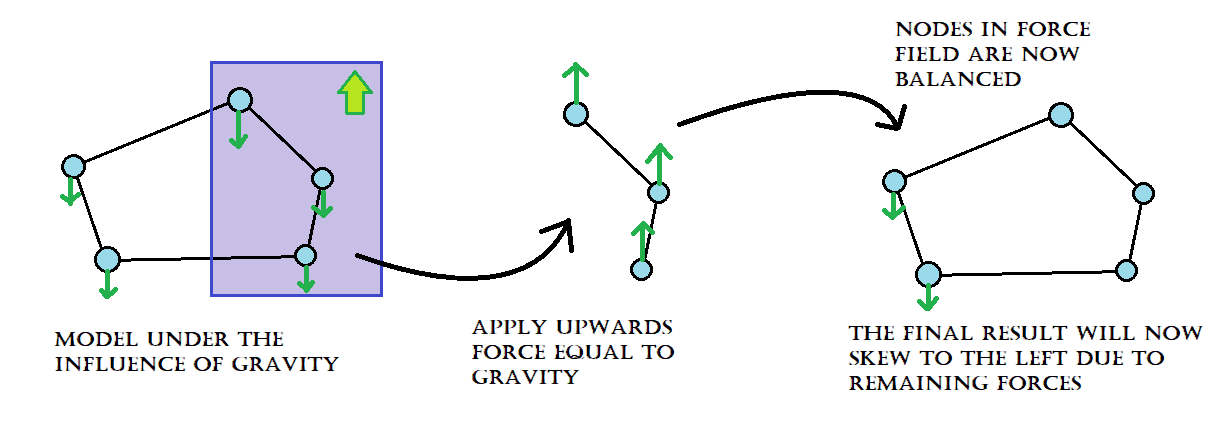 MODEL UNDER THE
INFLUENCE OF GRAVITY
APPLY UPWARDS
FORCE EQUAL TO
GRAVITY
NODES IN FORCE
FIELD ARE NOW
BALANCED
THE FINAL RESULT WILL NOW
SKEW TO THE LEFT DUE TO
REMAINING FORCES